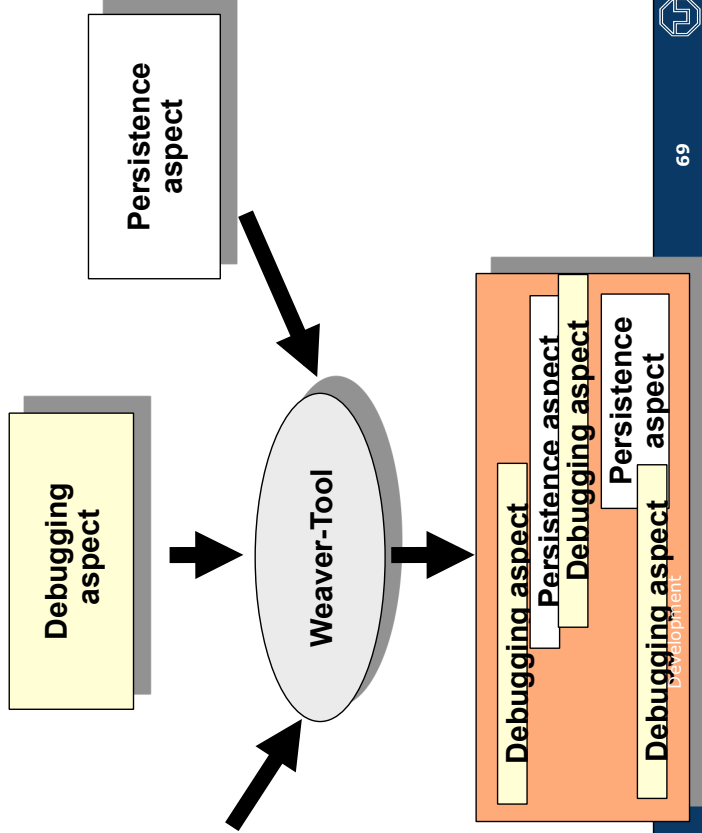 Debugging
aspect
Persistence
aspect
Weaver-Tool
Debugging aspect
Persistence aspect
Debugging aspect
Persistence
aspect
Debugging aspect
Development
69